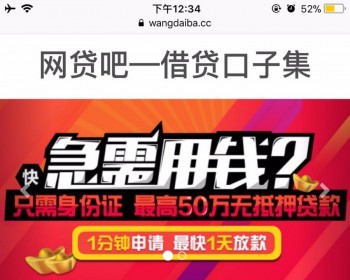 下午12:34
52%
wangdaiba.cc
网贷吧—借贷口子集
快
急需用钱?
只需身份证 最高50万无抵押贷款
1分钟申请 最快1天放款